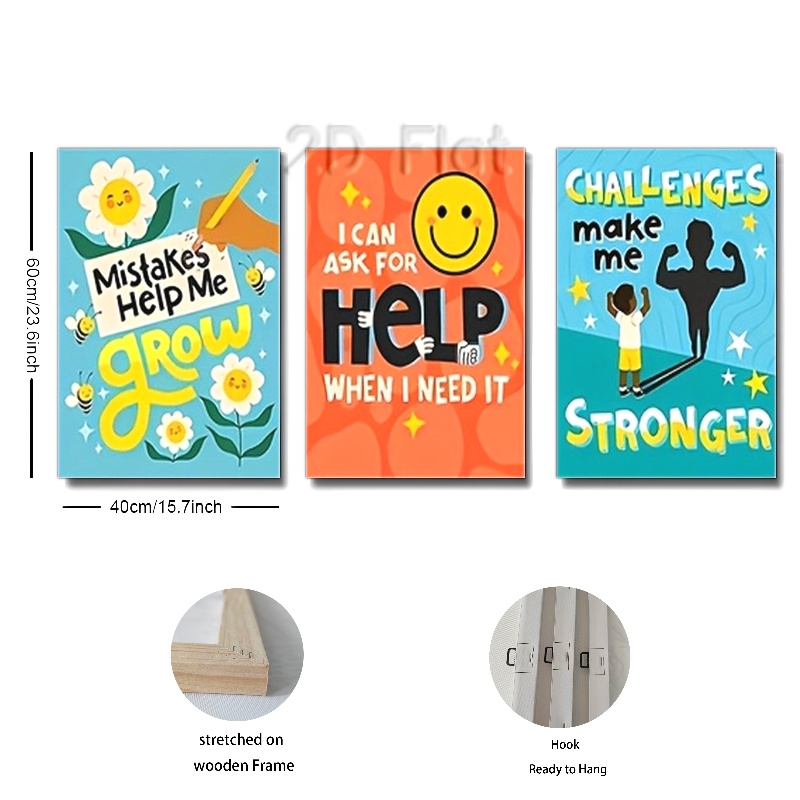 2D Flat
60cm/23.6inch
Mistakes
Help Me
grow
I CAN
ASK FOR
HELP
WHEN I NEED IT
CHALLENGES
make
me
STRONGER
40cm/15.7inch
stretched on
wooden Frame
Hook
Ready to Hang